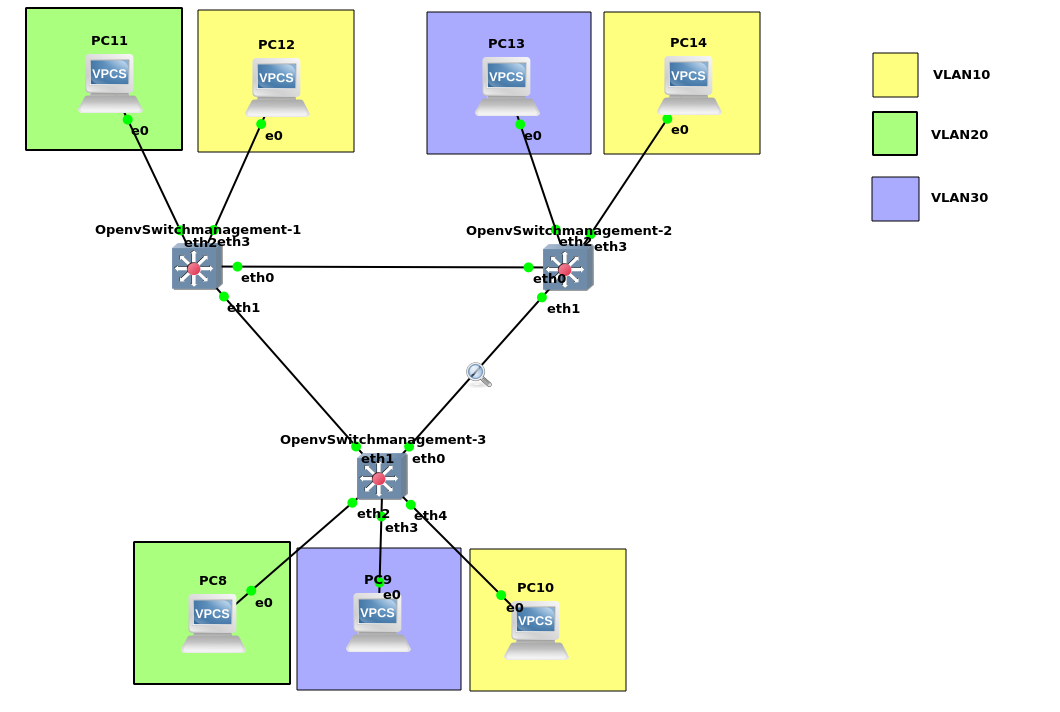 PC11
VPCS
e0
PC12
VPCS
e0
PC13
VPCS
e0
PC14
VPCS
e0
VLAN10
VLAN20
VLAN30
OpenvSwitchmanagement-1
eth2
eth3
eth0
eth1
OpenvSwitchmanagement-2
eth2
eth3
eth0
eth1
OpenvSwitchmanagement-3
eth1
eth0
eth2
eth3
eth4
PC8
VPCS
e0
PC9
e0
VPCS
PC10
e0
VPCS